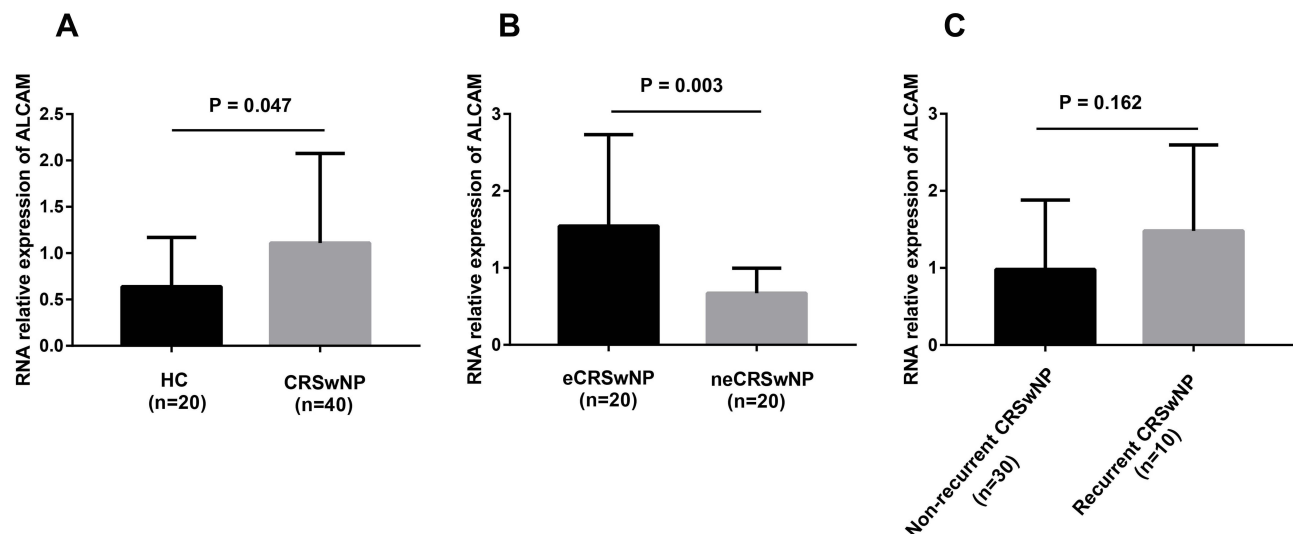 A
RNA relative expression of ALCAM
P = 0.047
2.5
2.0
1.5
1.0
0.5
0.0
HC
(n=20)
CRSwNP
(n=40)
B
RNA relative expression of ALCAM
P = 0.003
3
2
1
0
eCRSwNP
(n=20)
neCRSwNP
(n=20)
C
RNA relative expression of ALCAM
P = 0.162
3
2
1
0
Non-recurrent CRSwNP
(n=30)
Recurrent CRSwNP
(n=10)